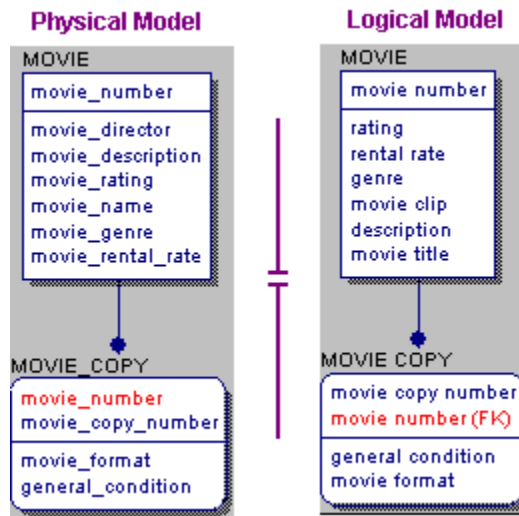 Physical Model
MOVIE
movie_number
movie_director
movie_description
movie_rating
movie_name
movie_genre
movie_rental_rate
MOVIE_COPY
movie_number
movie_copy_number
movie_format
general_condition
Logical Model
MOVIE
movie number
rating
rental rate
genre
movie clip
description
movie title
MOVIE COPY
movie copy number
movie number (FK)
general condition
movie format